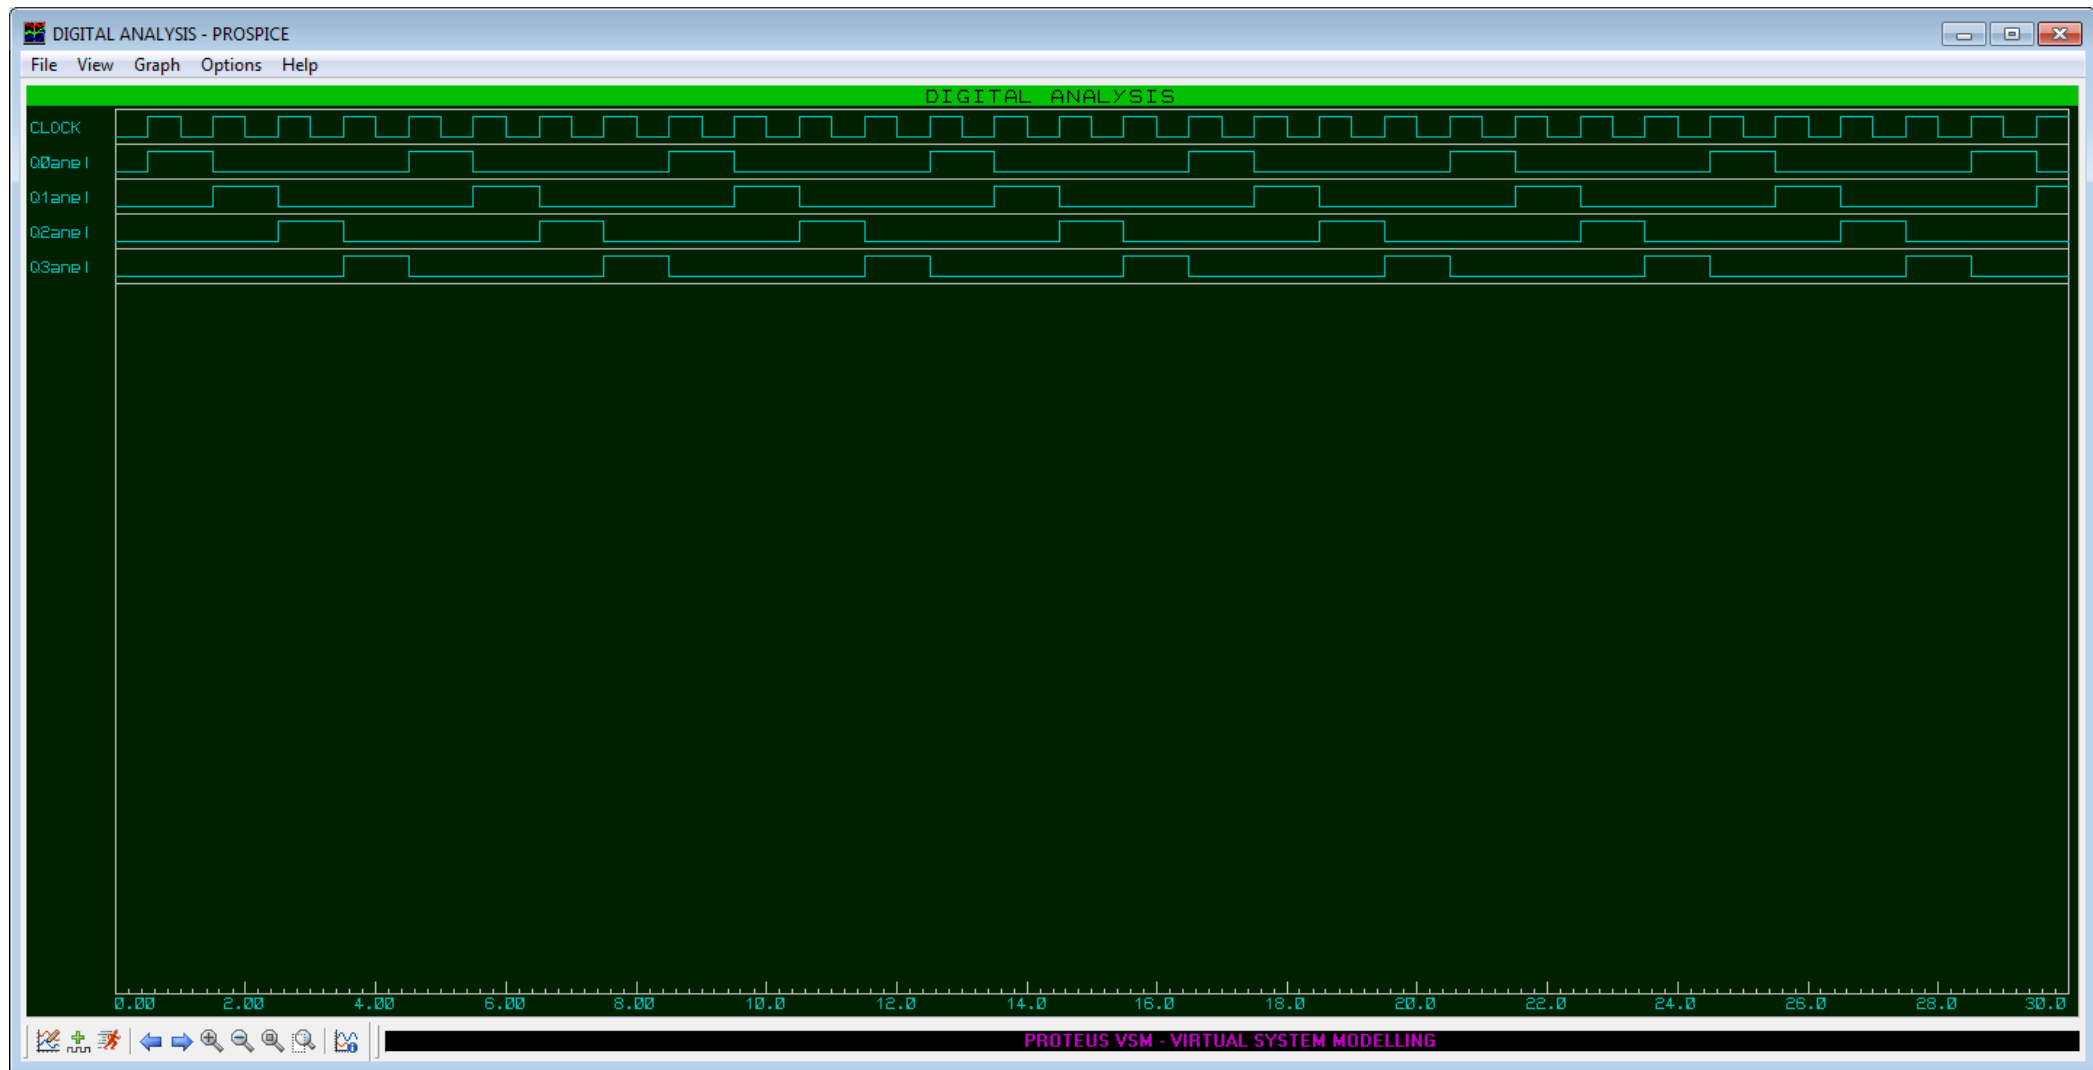 DIGITAL ANALYSIS - PROSPICE
File View Graph Options Help
DIGITAL ANALYSIS
CLOCK
Q0anel
Q1anel
Q2anel
Q3anel
0.00 2.00 4.00 6.00 8.00 10.0 12.0 14.0 16.0 18.0 20.0 22.0 24.0 26.0 28.0 30.0
PROTEUS VSM - VIRTUAL SYSTEM MODELLING